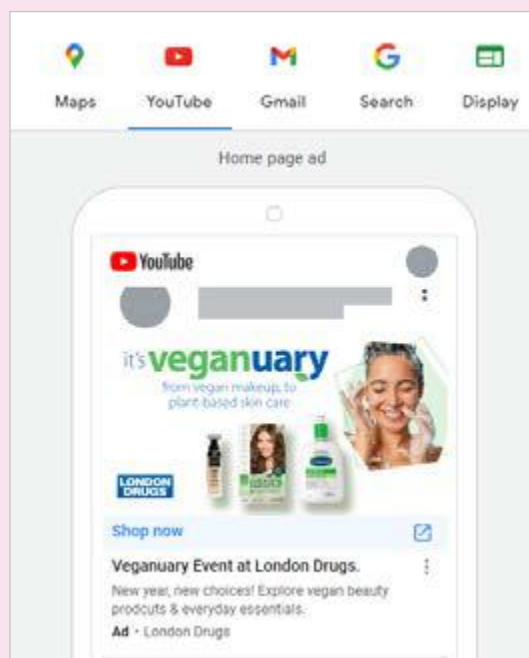 Maps YouTube Gmail Search Display
Home page ad
YouTube
it's veganuary
from vegan makeup, to
plant-based skin care
LONDON
DRUGS
Shop now
Veganuary Event at London Drugs.
New year, new choices! Explore vegan beauty
prodcuts & everyday essentials.
Ad • London Drugs